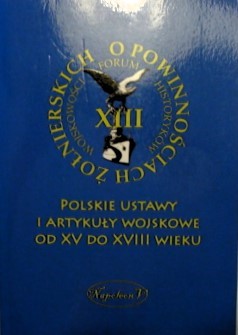 O POWINNOŚCIACH ŻOŁNIERSKICH
FORUM HISTORYKÓW WOJSKOWOŚCI
XIII
POLSKIE USTAWY
I ARTYKUŁY WOJSKOWE
OD XV DO XVIII WIEKU
Napoleon V